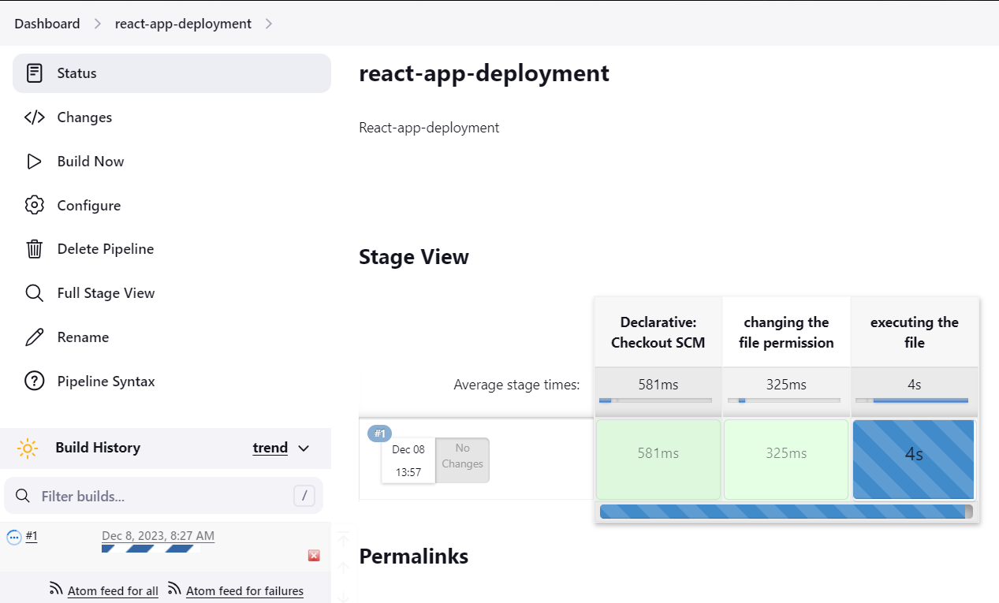 Dashboard
react-app-deployment
Status
Changes
Build Now
Configure
Delete Pipeline
Full Stage View
Rename
Pipeline Syntax
Build History
trend
Filter builds...
/
#1
Dec 8, 2023, 8:27 AM
Atom feed for all
Atom feed for failures
react-app-deployment
React-app-deployment
Stage View
Declarative:
Checkout SCM
changing the
file permission
executing the
file
Average stage times:
581ms
325ms
4s
#1
Dec 08
13:57
No
Changes
581ms
325ms
4s
Permalinks